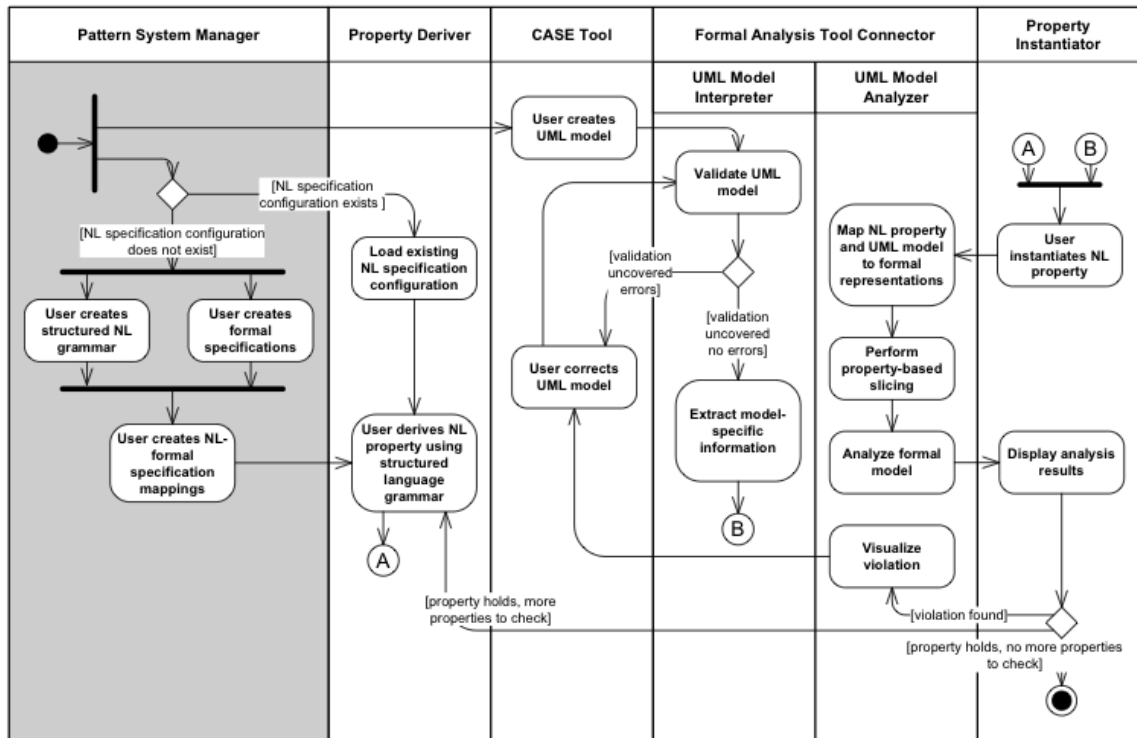 Pattern System Manager
Property Deriver
CASE Tool
Formal Analysis Tool Connector
Property
Instantiator
UML Model
Interpreter
UML Model
Analyzer
User creates
UML model
A
B
Validate UML
model
[NL specification
configuration exists ]
[NL specification configuration
does not exist]
Load existing
NL specification
configuration
[validation
uncovered
errors]
Map NL property
and UML model
to formal
representations
User
instantiates NL
property
User creates
structured NL
grammar
User creates
formal
specifications
[validation
uncovered
no errors]
User corrects
UML model
Perform
property-based
slicing
Extract model-
specific
information
User creates NL-
formal
specification
mappings
User derives NL
property using
structured
language
grammar
Analyze formal
model
Display analysis
results
A
B
Visualize
violation
[property holds, more
properties to check]
[violation found]
[property holds, no more properties
to check]